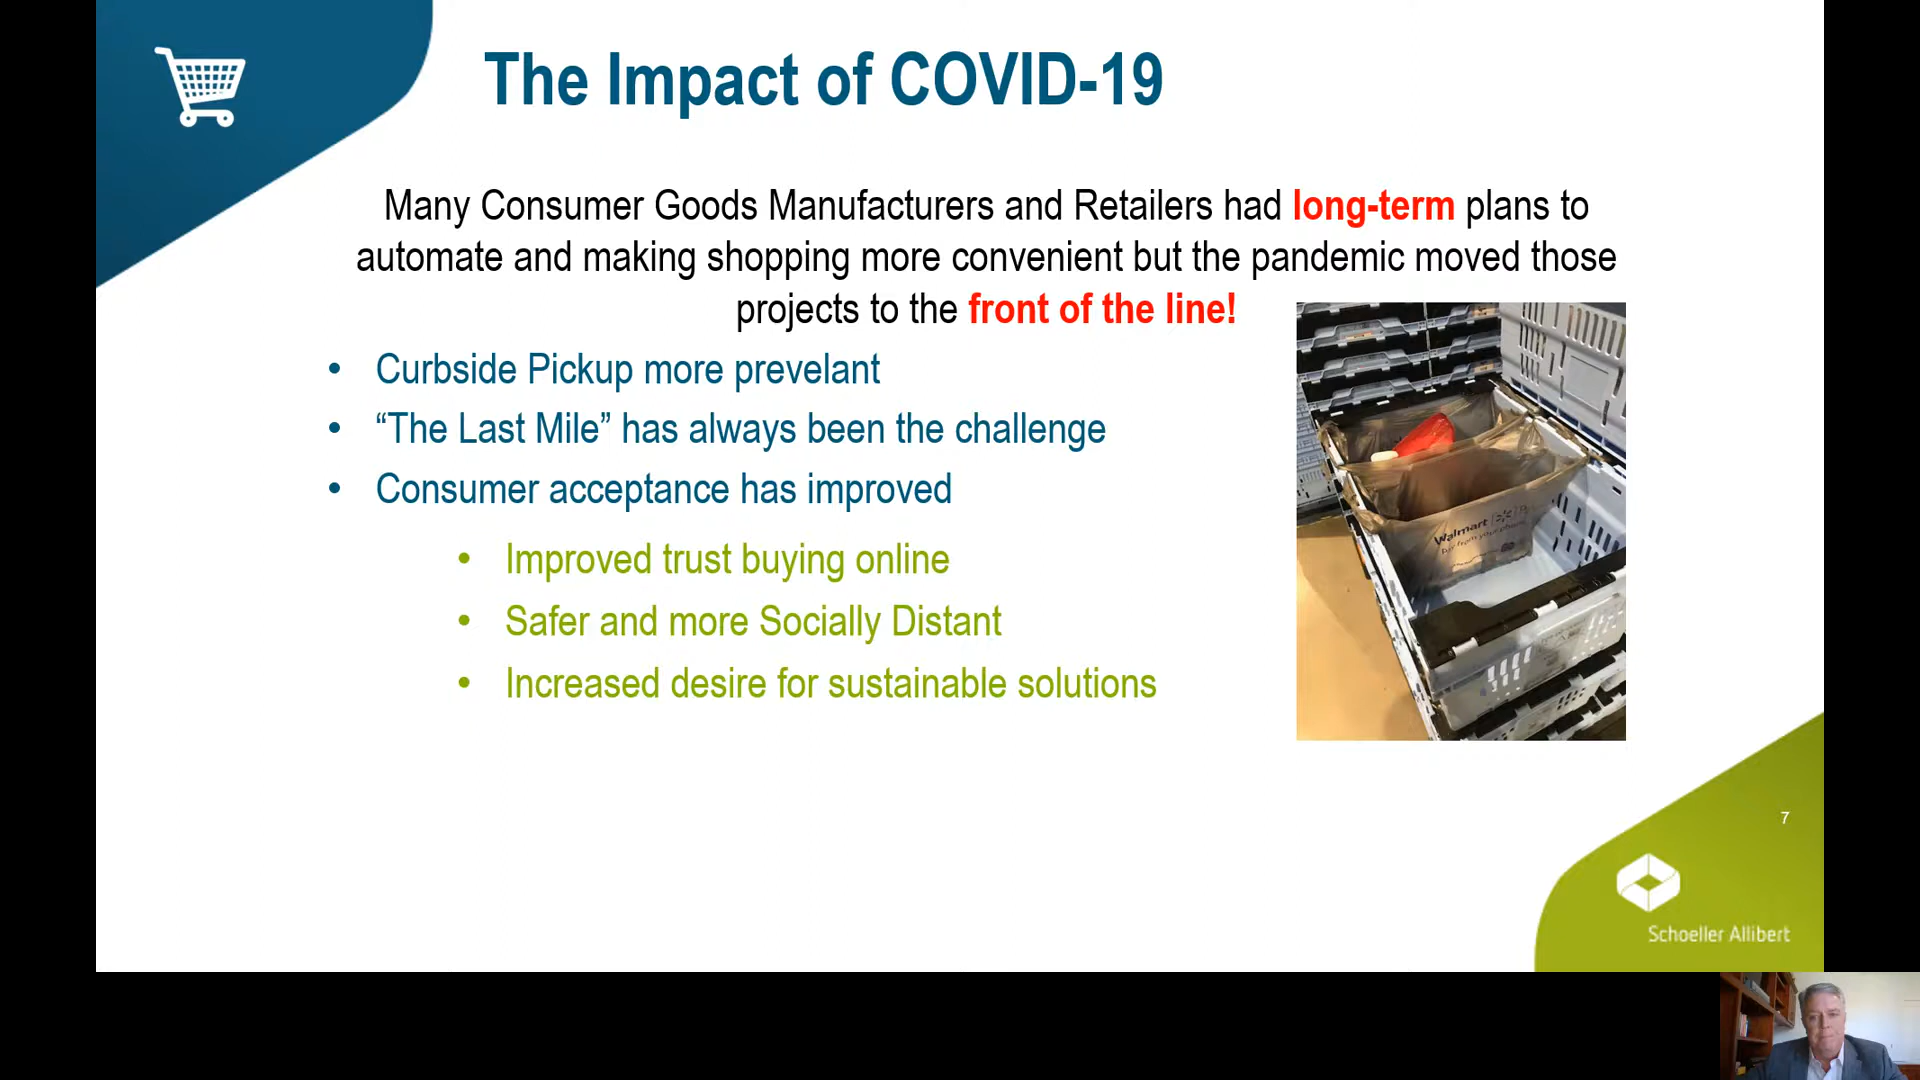 The Impact of COVID-19
Many Consumer Goods Manufacturers and Retailers had long-term plans to
automate and making shopping more convenient but the pandemic moved those
projects to the front of the line!
• Curbside Pickup more prevelant
• “The Last Mile” has always been the challenge
• Consumer acceptance has improved
• Improved trust buying online
• Safer and more Socially Distant
• Increased desire for sustainable solutions
Walmart
7
Schoeller Allibert